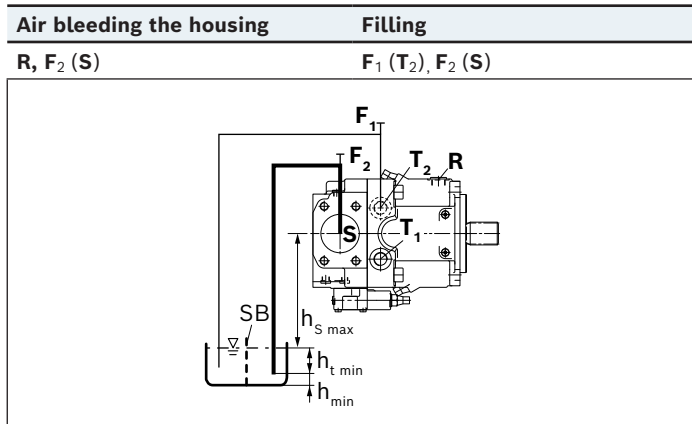 Air bleeding the housing Filling
R, F2 (S) F1 (T2), F2 (S)
F1
F2
T2
R
S
T1
SB
hS max
ht min
hmin